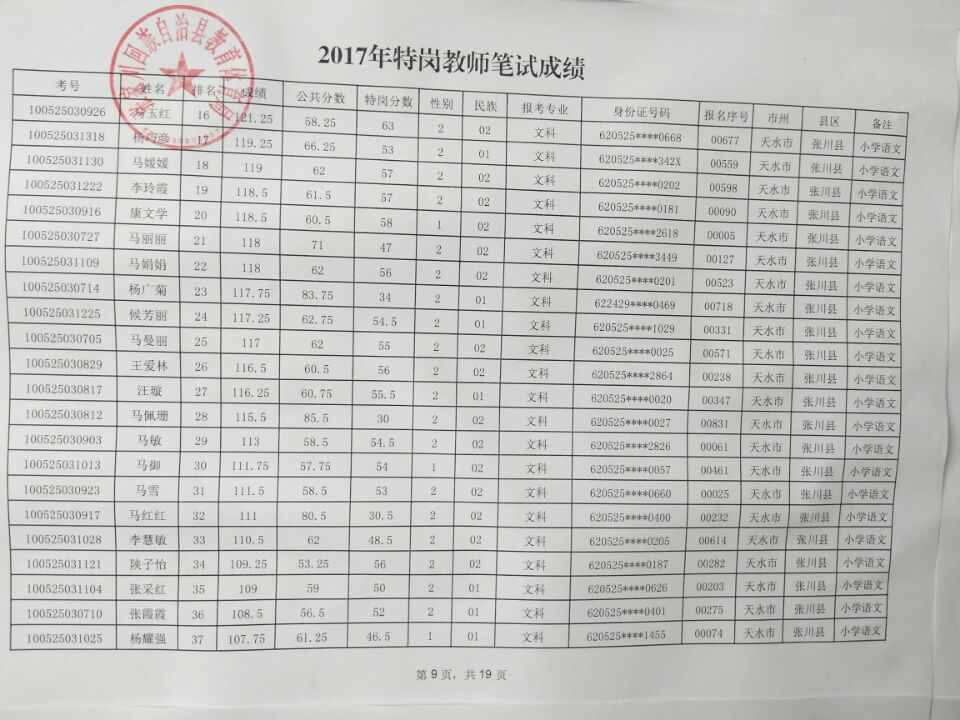 2017年特岗教师笔试成绩
川回族自治县教育体育局
考号 姓名 排名 成绩 公共分数 特岗分数 性别 民族 报考专业 身份证号码 报名序号 市州 县区 备注
100525030926 玉红 16 121.25 58.25 63 2 02 文科 620525****0668 00677 天水市 张川县 小学语文
100525031318 杨巧 17 119.25 66.25 53 2 01 文科 620525****342X 00559 天水市 张川县 小学语文
100525031130 马媛媛 18 119 62 57 2 02 文科 620525****0202 00598 天水市 张川县 小学语文
100525031222 李玲霞 19 118.5 61.5 57 2 02 文科 620525****0181 00090 天水市 张川县 小学语文
100525030916 康文学 20 118.5 60.5 58 1 02 文科 620525****2618 00005 天水市 张川县 小学语文
100525030727 马丽丽 21 118 71 47 2 02 文科 620525****3449 00127 天水市 张川县 小学语文
100525031109 马娟娟 22 118 62 56 2 02 文科 620525****0201 00523 天水市 张川县 小学语文
100525030714 杨广菊 23 117.75 83.75 34 2 01 文科 622429****0469 00718 天水市 张川县 小学语文
100525031225 候芳丽 24 117.25 62.75 54.5 2 01 文科 620525****1029 00331 天水市 张川县 小学语文
100525030705 马曼丽 25 117 62 55 2 02 文科 620525****0025 00571 天水市 张川县 小学语文
100525030829 王爱林 26 116.5 60.5 56 2 02 文科 620525****2864 00238 天水市 张川县 小学语文
100525030817 汪璇 27 116.25 60.75 55.5 2 01 文科 620525****0020 00347 天水市 张川县 小学语文
100525030812 马佩珊 28 115.5 85.5 30 2 02 文科 620525****0027 00831 天水市 张川县 小学语文
100525030903 马敏 29 113 58.5 54.5 2 02 文科 620525****2826 00061 天水市 张川县 小学语文
100525031013 马御 30 111.75 57.75 54 1 02 文科 620525****0057 00461 天水市 张川县 小学语文
100525030923 马雪 31 111.5 58.5 53 2 02 文科 620525****0660 00025 天水市 张川县 小学语文
100525030917 马红红 32 111 80.5 30.5 2 02 文科 620525****0400 00232 天水市 张川县 小学语文
100525031028 李慧敏 33 110.5 62 48.5 2 01 文科 620525****0205 00614 天水市 张川县 小学语文
100525031121 陕子怡 34 109.25 53.25 56 2 02 文科 620525****0187 00282 天水市 张川县 小学语文
100525031104 张采红 35 109 59 50 2 01 文科 620525****0626 00203 天水市 张川县 小学语文
100525030710 张霞霞 36 108.5 56.5 52 2 01 文科 620525****0401 00275 天水市 张川县 小学语文
100525031025 杨耀强 37 107.75 61.25 46.5 1 01 文科 620525****1455 00074 天水市 张川县 小学语文
第 9 页，共 19 页